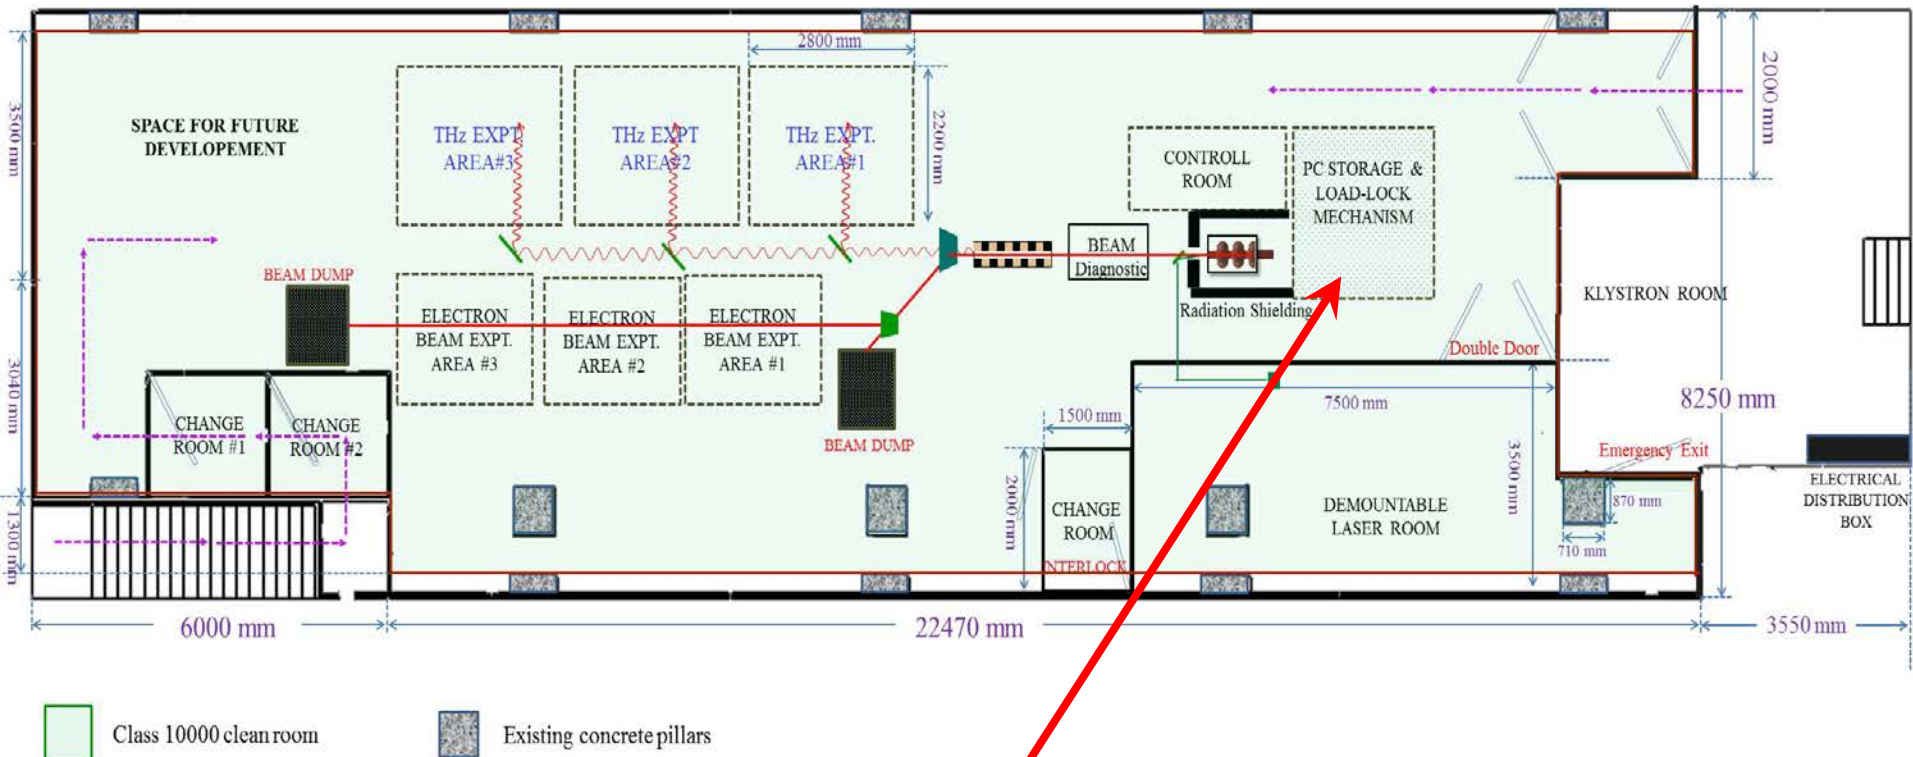 2800 mm
2000 mm
3500 mm
SPACE FOR FUTURE
DEVELOPEMENT
THz EXPT.
AREA#3
THz EXPT
AREA#2
THz EXPT.
AREA#1
2200 mm
CONTROLL
ROOM
PC STORAGE &
LOAD-LOCK
MECHANISM
BEAM
Diagnostic
BEAM DUMP
Radiation Shielding
KLYSTRON ROOM
ELECTRON
BEAM EXPT.
AREA #3
ELECTRON
BEAM EXPT.
AREA #2
ELECTRON
BEAM EXPT.
AREA #1
Double Door
3040 mm
7500 mm
8250 mm
1500 mm
CHANGE
ROOM #1
CHANGE
ROOM #2
BEAM DUMP
Emergency Exit
3500 mm
2000 mm
ELECTRICAL
DISTRIBUTION
BOX
870 mm
CHANGE
ROOM
DEMOUNTABLE
LASER ROOM
1300 mm
710 mm
NTERLOCK
6000 mm
22470 mm
3550 mm
Class 10000 clean room
Existing concrete pillars